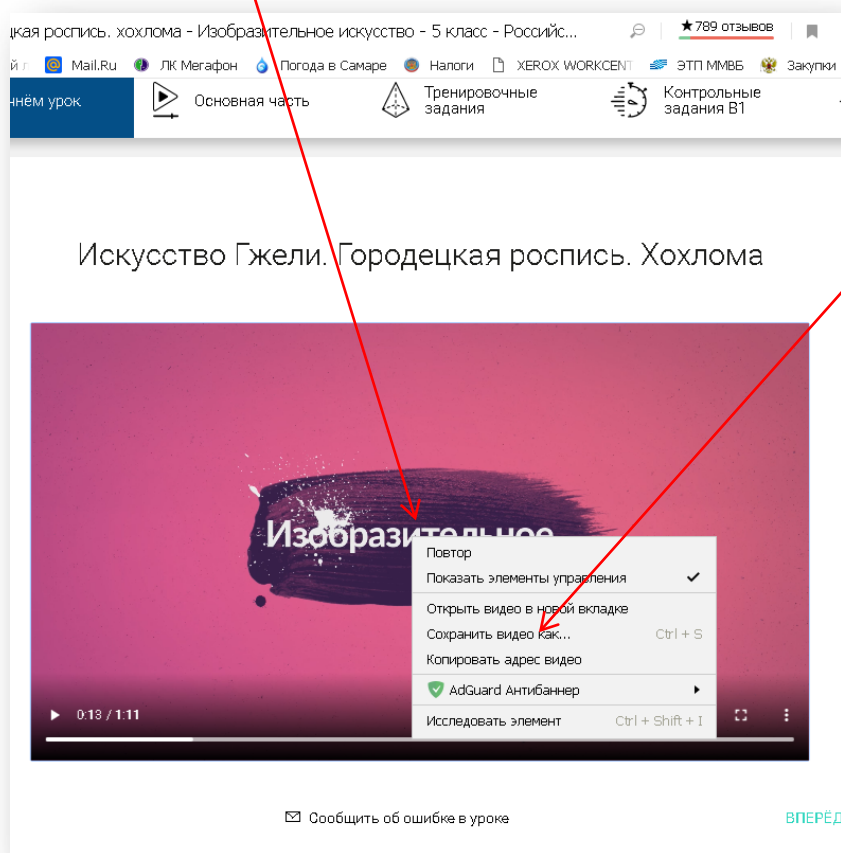 цкая роспись. хохлома - Изобразительное искусство - 5 класс - Российс...
★789 отзывов
Mail.Ru ЛК Мегафон Погода в Самаре Налоги XEROX WORKCENT ЭТП ММВБ Закупки
чнём урок
Основная часть
Тренировочные
задания
Контрольные
задания В1
Искусство Гжели. Городецкая роспись. Хохлома
Изобразительное
Повтор
Показать элементы управления
Открыть видео в новой вкладке
Сохранить видео как... Ctrl + S
Копировать адрес видео
AdGuard Антибаннер
Исследовать элемент Ctrl + Shift + I
0:13 / 1:11
Сообщить об ошибке в уроке
ВПЕРЁД